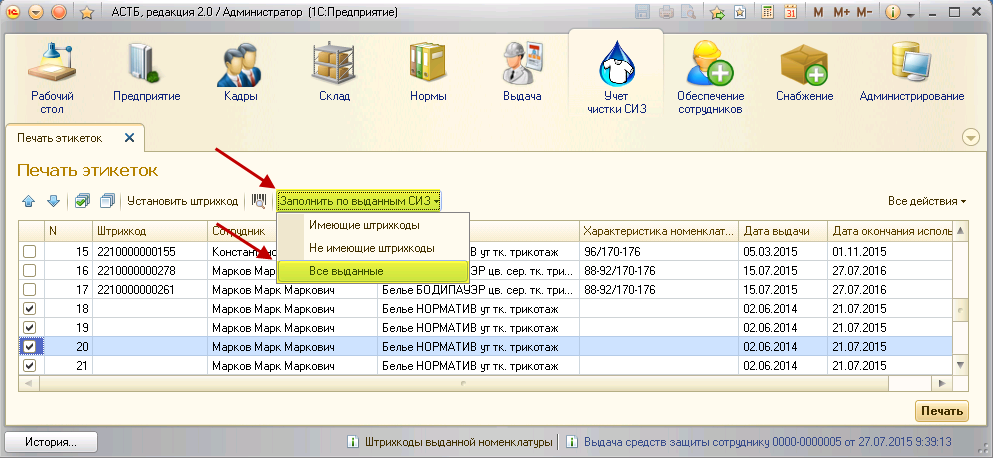 АСТБ, редакция 2.0 / Администратор (1С:Предприятие)
M M+ M-
Рабочий стол
Предприятие
Кадры
Склад
Нормы
Выдача
Учет чистки СИЗ
Обеспечение сотрудников
Снабжение
Администрирование
Печать этикеток
Печать этикеток
Установить штрихкод Заполнить по выданным СИЗ Все действия
Имеющие штрихкоды
Не имеющие штрихкоды
Все выданные
N Штрихкод Сотрудник Характеристика номенклат... Дата выдачи Дата окончания исполь
15 2210000000155 В ут тк. трикотаж 96/170-176 05.03.2015 01.11.2015
16 2210000000278 Марков Марк ЭР цв. сер. тк. три... 88-92/170-176 15.07.2015 27.07.2016
17 2210000000261 Марков Марк Маркович Белье БОДИПАУЭР цв. сер. тк. три... 88-92/170-176 15.07.2015 27.07.2016
18 Марков Марк Маркович Белье НОРМАТИВ ут тк. трикотаж 02.06.2014 21.07.2015
19 Марков Марк Маркович Белье НОРМАТИВ ут тк. трикотаж 02.06.2014 21.07.2015
20 Марков Марк Маркович Белье НОРМАТИВ ут тк. трикотаж 02.06.2014 21.07.2015
21 Марков Марк Маркович Белье НОРМАТИВ ут тк. трикотаж 02.06.2014 21.07.2015
Печать
История... Штрихкоды выданной номенклатуры Выдача средств защиты сотруднику 0000-0000005 от 27.07.2015 9:39:13